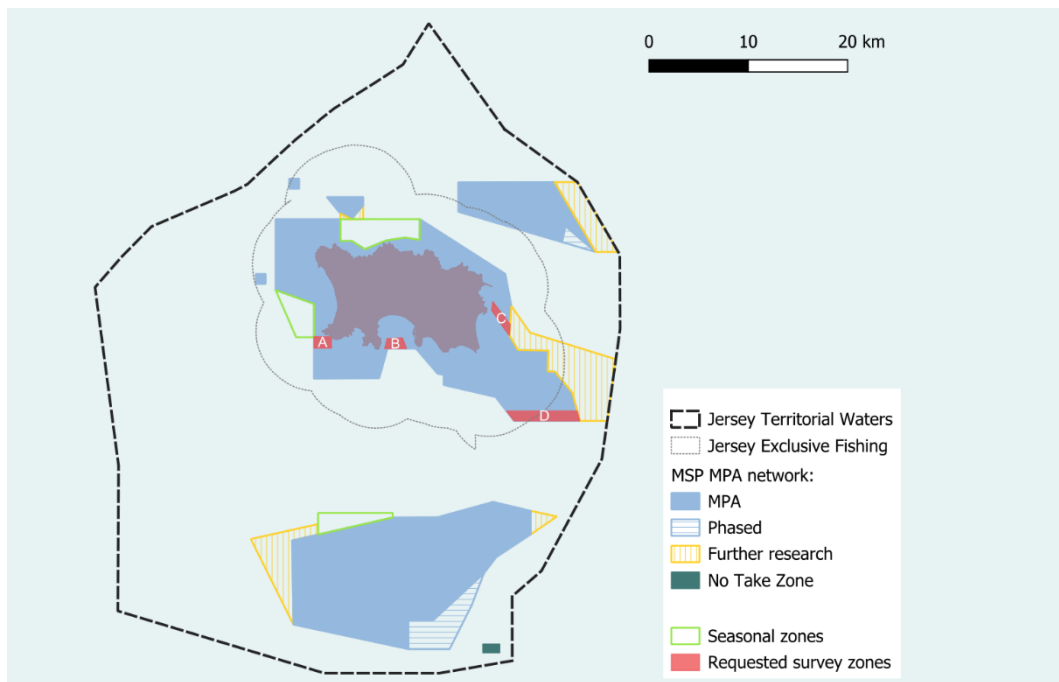 0 10 20 km
A
B
C
D
Jersey Territorial Waters
Jersey Exclusive Fishing
MSP MPA network:
MPA
Phased
Further research
No Take Zone
Seasonal zones
Requested survey zones